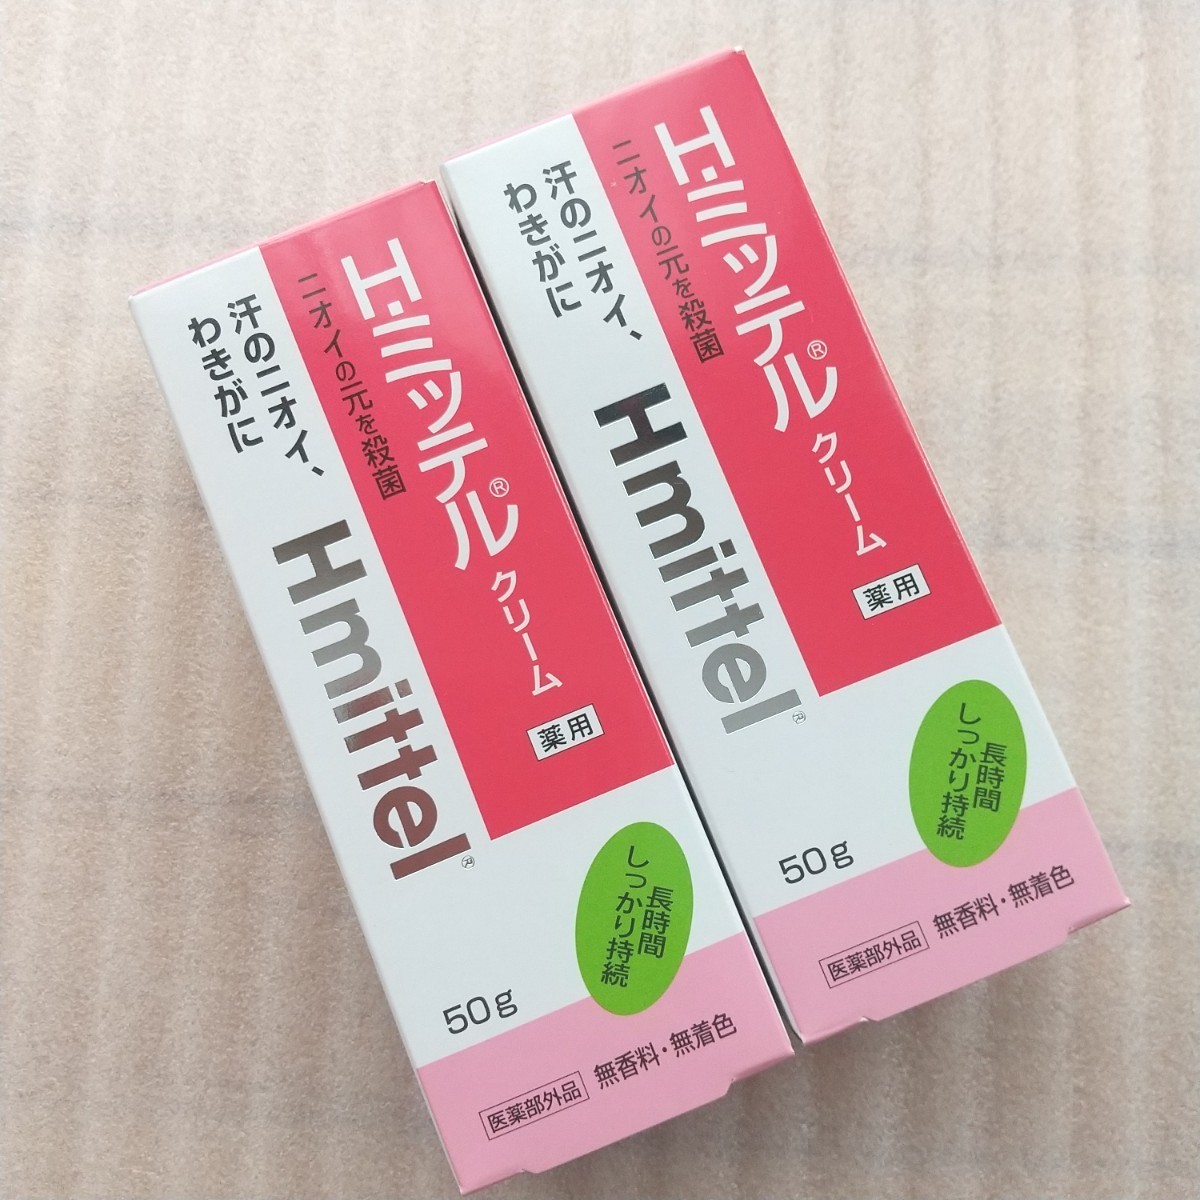 H・ミッテル®クリーム
薬用
ニオイの元を殺菌
汗のニオイ、
わきがに
Hmittel®
長時間
しっかり持続
50g
医薬部外品 無香料・無着色
H・ミッテル®クリーム
薬用
ニオイの元を殺菌
汗のニオイ、
わきがに
Hmittel®
長時間
しっかり持続
50g
医薬部外品 無香料・無着色